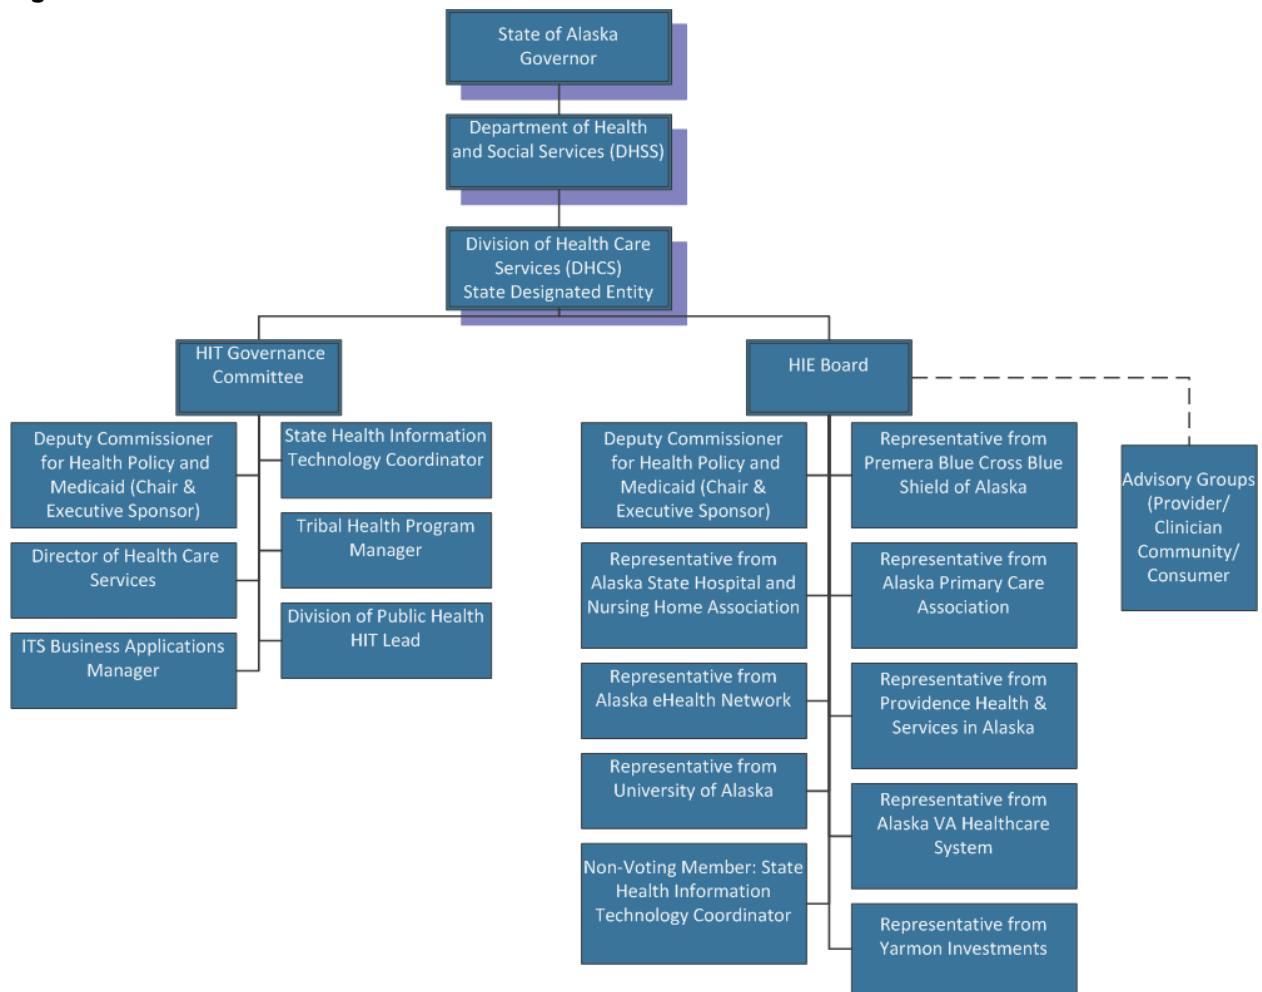 State of Alaska
Governor
Department of Health
and Social Services (DHSS)
Division of Health Care
Services (DHCS)
State Designated Entity
HIT Governance
Committee
Deputy Commissioner
for Health Policy and
Medicaid (Chair &
Executive Sponsor)
State Health Information
Technology Coordinator
Director of Health Care
Services
Tribal Health Program
Manager
ITS Business Applications
Manager
Division of Public Health
HIT Lead
HIE Board
Deputy Commissioner
for Health Policy and
Medicaid (Chair &
Executive Sponsor)
Representative from
Premera Blue Cross Blue
Shield of Alaska
Representative from
Alaska State Hospital and
Nursing Home Association
Representative from
Alaska Primary Care
Association
Representative from
Alaska eHealth Network
Representative from
Providence Health &
Services in Alaska
Representative from
University of Alaska
Representative from
Alaska VA Healthcare
System
Non-Voting Member: State
Health Information
Technology Coordinator
Representative from
Yarmon Investments
Advisory Groups
(Provider/
Clinician
Community/
Consumer